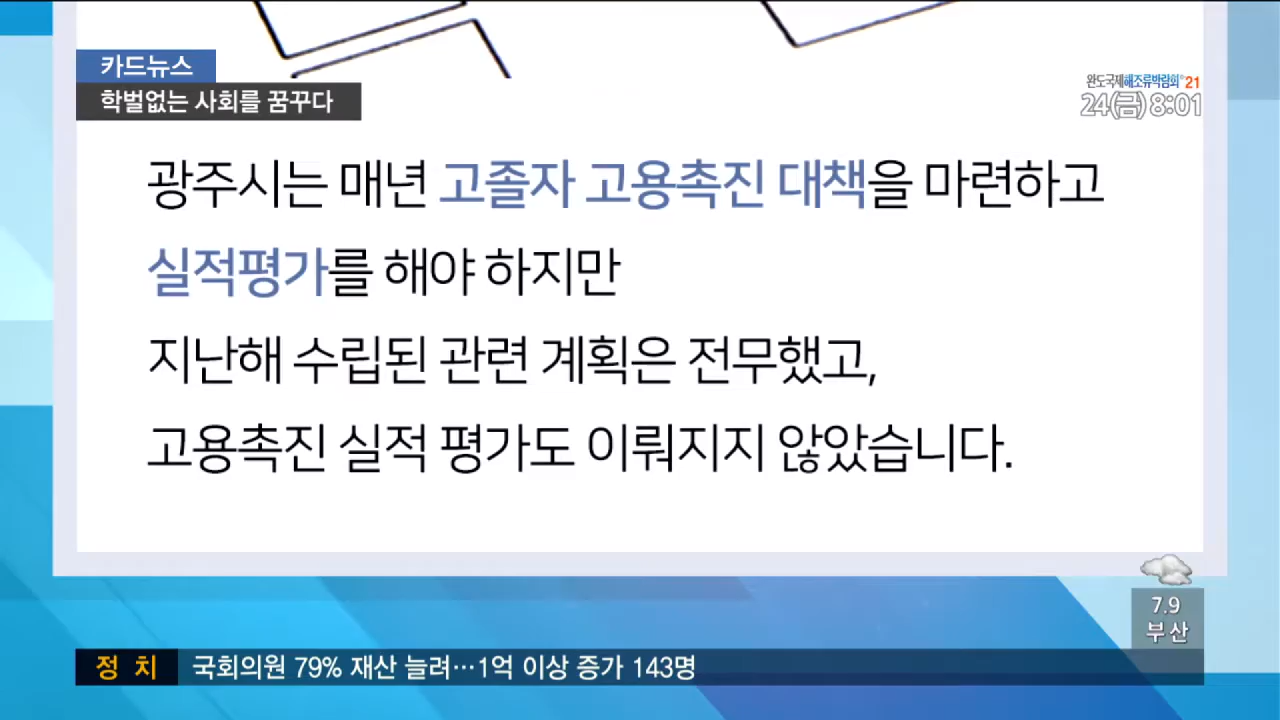 카드뉴스
학벌없는 사회를 꿈꾸다
완도국제해조류박람회 21
24(금) 8:01
광주시는 매년 고졸자 고용촉진 대책을 마련하고
실적평가를 해야 하지만
지난해 수립된 관련 계획은 전무했고,
고용촉진 실적 평가도 이뤄지지 않았습니다.
7.9
부산
정치 국회의원 79% 재산 늘려…1억 이상 증가 143명